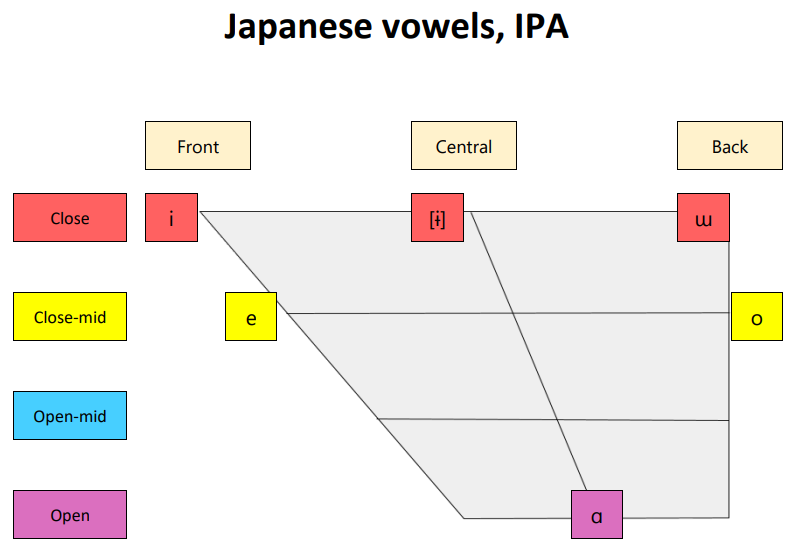 Japanese vowels, IPA
Front Central Back
Close i [ɨ] ɯ
Close-mid e o
Open-mid
Open ɑ